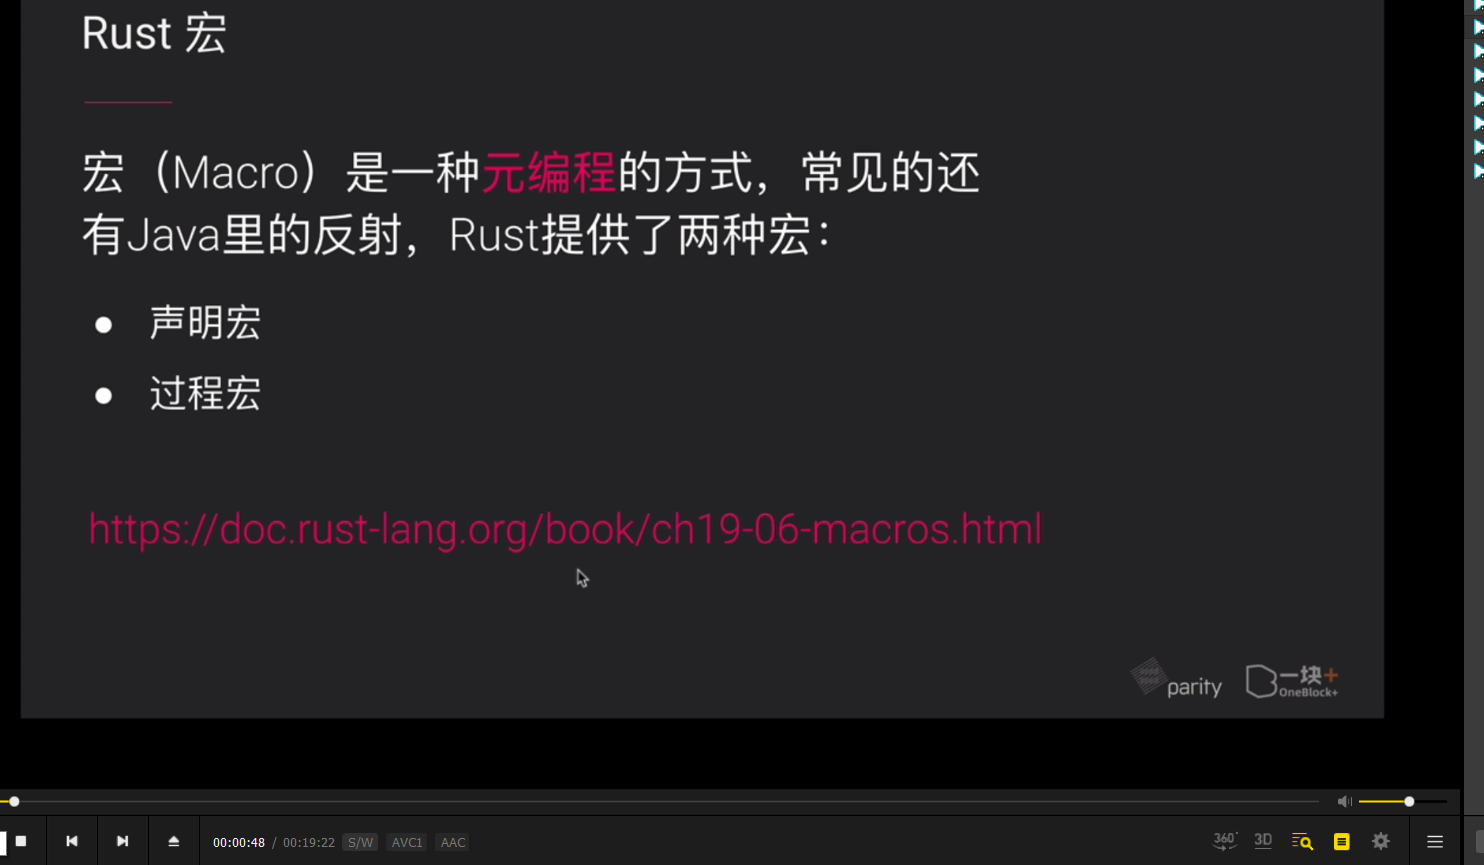 Rust 宏
宏（Macro）是一种元编程的方式，常见的还
有Java里的反射，Rust提供了两种宏：
● 声明宏
● 过程宏
https://doc.rust-lang.org/book/ch19-06-macros.html
parity
一块+
OneBlock+
00:00:48 / 00:19:22 S/W AVC1 AAC
360° 3D